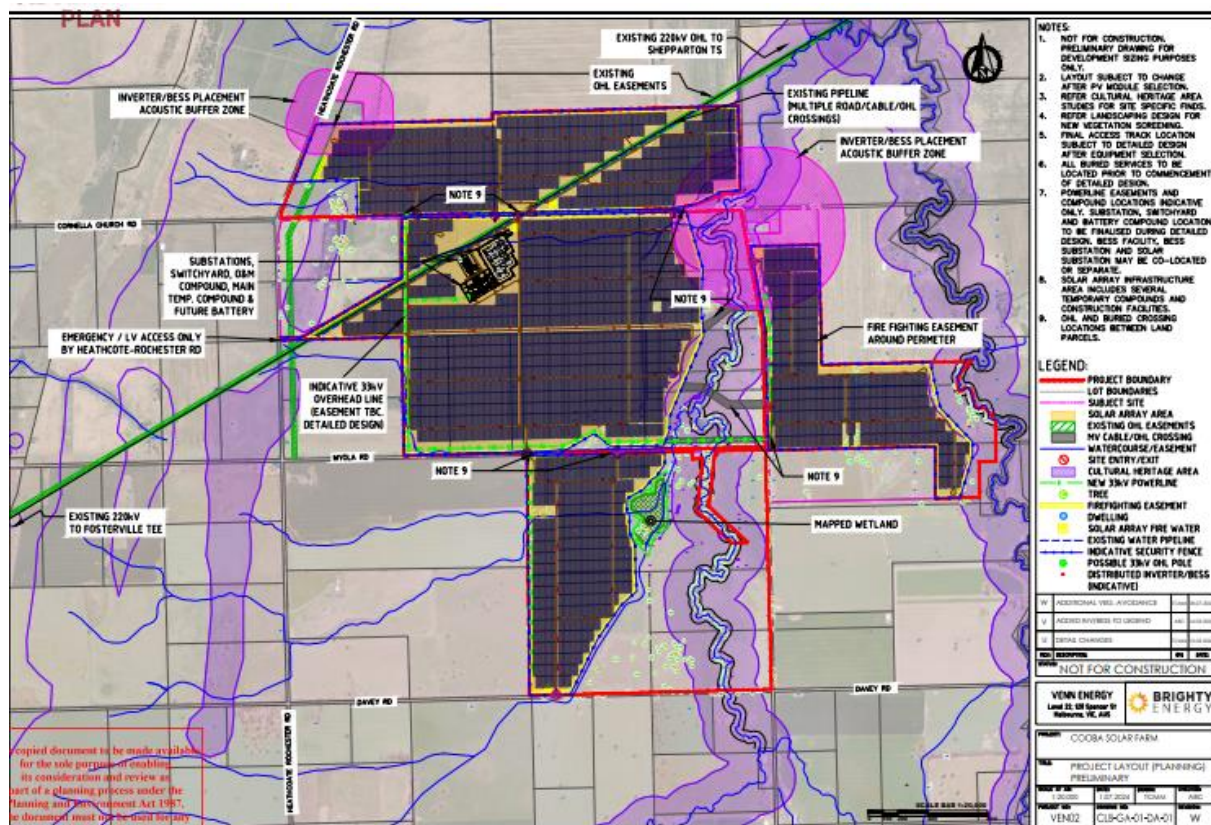 PLAN
HEATHCOTE ROCHESTER RD
EXISTING 220kV OHL TO
SHEPPARTON TS
EXISTING
OHL EASEMENTS
INVERTER/BESS PLACEMENT
ACOUSTIC BUFFER ZONE
EXISTING PIPELINE
(MULTIPLE ROAD/CABLE/OHL
CROSSINGS)
INVERTER/BESS PLACEMENT
ACOUSTIC BUFFER ZONE
NOTE 9
CORNELLA CHURCH RD
SUBSTATIONS,
SWITCHYARD, O&M
COMPOUND, MAIN
TEMP. COMPOUND &
FUTURE BATTERY
NOTE 9
EMERGENCY / LV ACCESS ONLY
BY HEATHCOTE-ROCHESTER RD
FIRE FIGHTING EASEMENT
AROUND PERIMETER
INDICATIVE 33kV
OVERHEAD LINE
(EASEMENT TBC.
DETAILED DESIGN)
WYOLA RD
NOTE 9
NOTE 9
EXISTING 220kV
TO FOSTERVILLE TEE
MAPPED WETLAND
DAVEY RD
DAVEY RD
HEATHCOTE ROCHESTER RD
copied document to be made available
for the sole purpose of enabling
its consideration and review as
part of a planning process under the
Planning and Environment Act 1987.
The document must not be used for any
SCALE BAR 1:20,000
NOTES:
1. NOT FOR CONSTRUCTION.
PRELIMINARY DRAWING FOR
DEVELOPMENT SIZING PURPOSES
ONLY.
2. LAYOUT SUBJECT TO CHANGE
AFTER PV MODULE SELECTION.
3. REFER CULTURAL HERITAGE AREA
STUDIES FOR SITE SPECIFIC FINDS.
4. REFER LANDSCAPING DESIGN FOR
NEW VEGETATION SCREENING.
5. FINAL ACCESS TRACK LOCATION
SUBJECT TO DETAILED DESIGN
AFTER EQUIPMENT SELECTION.
6. ALL BURIED SERVICES TO BE
LOCATED PRIOR TO COMMENCEMENT
OF DETAILED DESIGN.
7. POWERLINE EASEMENTS AND
COMPOUND LOCATIONS INDICATIVE
ONLY. SUBSTATION, SWITCHYARD
AND BATTERY COMPOUND LOCATION
TO BE FINALISED DURING DETAILED
DESIGN. BESS FACILITY, BESS
SUBSTATION AND SOLAR
SUBSTATION MAY BE CO-LOCATED
OR SEPARATE.
8. SOLAR ARRAY INFRASTRUCTURE
AREA INCLUDES SEVERAL
TEMPORARY COMPOUNDS AND
CONSTRUCTION FACILITIES.
9. OHL AND BURIED CROSSING
LOCATIONS BETWEEN LAND
PARCELS.
LEGEND:
PROJECT BOUNDARY
LOT BOUNDARIES
SUBJECT SITE
SOLAR ARRAY AREA
EXISTING OHL EASEMENTS
MV CABLE/OHL CROSSING
WATERCOURSE/EASEMENT
SITE ENTRY/EXIT
CULTURAL HERITAGE AREA
NEW 33kV POWERLINE
TREE
FIREFIGHTING EASEMENT
DWELLING
SOLAR ARRAY FIRE WATER
EXISTING WATER PIPELINE
INDICATIVE SECURITY FENCE
POSSIBLE 33kV OHL POLE
DISTRIBUTED INVERTER/BESS
(INDICATIVE)
W ADDITIONAL VEG. AVOIDANCE
V ADDED INV/BESS TO LEGEND
U DETAIL CHANGES
NOT FOR CONSTRUCTION
VENN ENERGY
Melbourne, VIC, AUS
BRIGHTY
ENERGY
COOBA SOLAR FARM
PROJECT LAYOUT (PLANNING)
PRELIMINARY
1:20,000 1.07.2024 TCMM ABC
VEN02 CLB-GA-01-DA-01 W